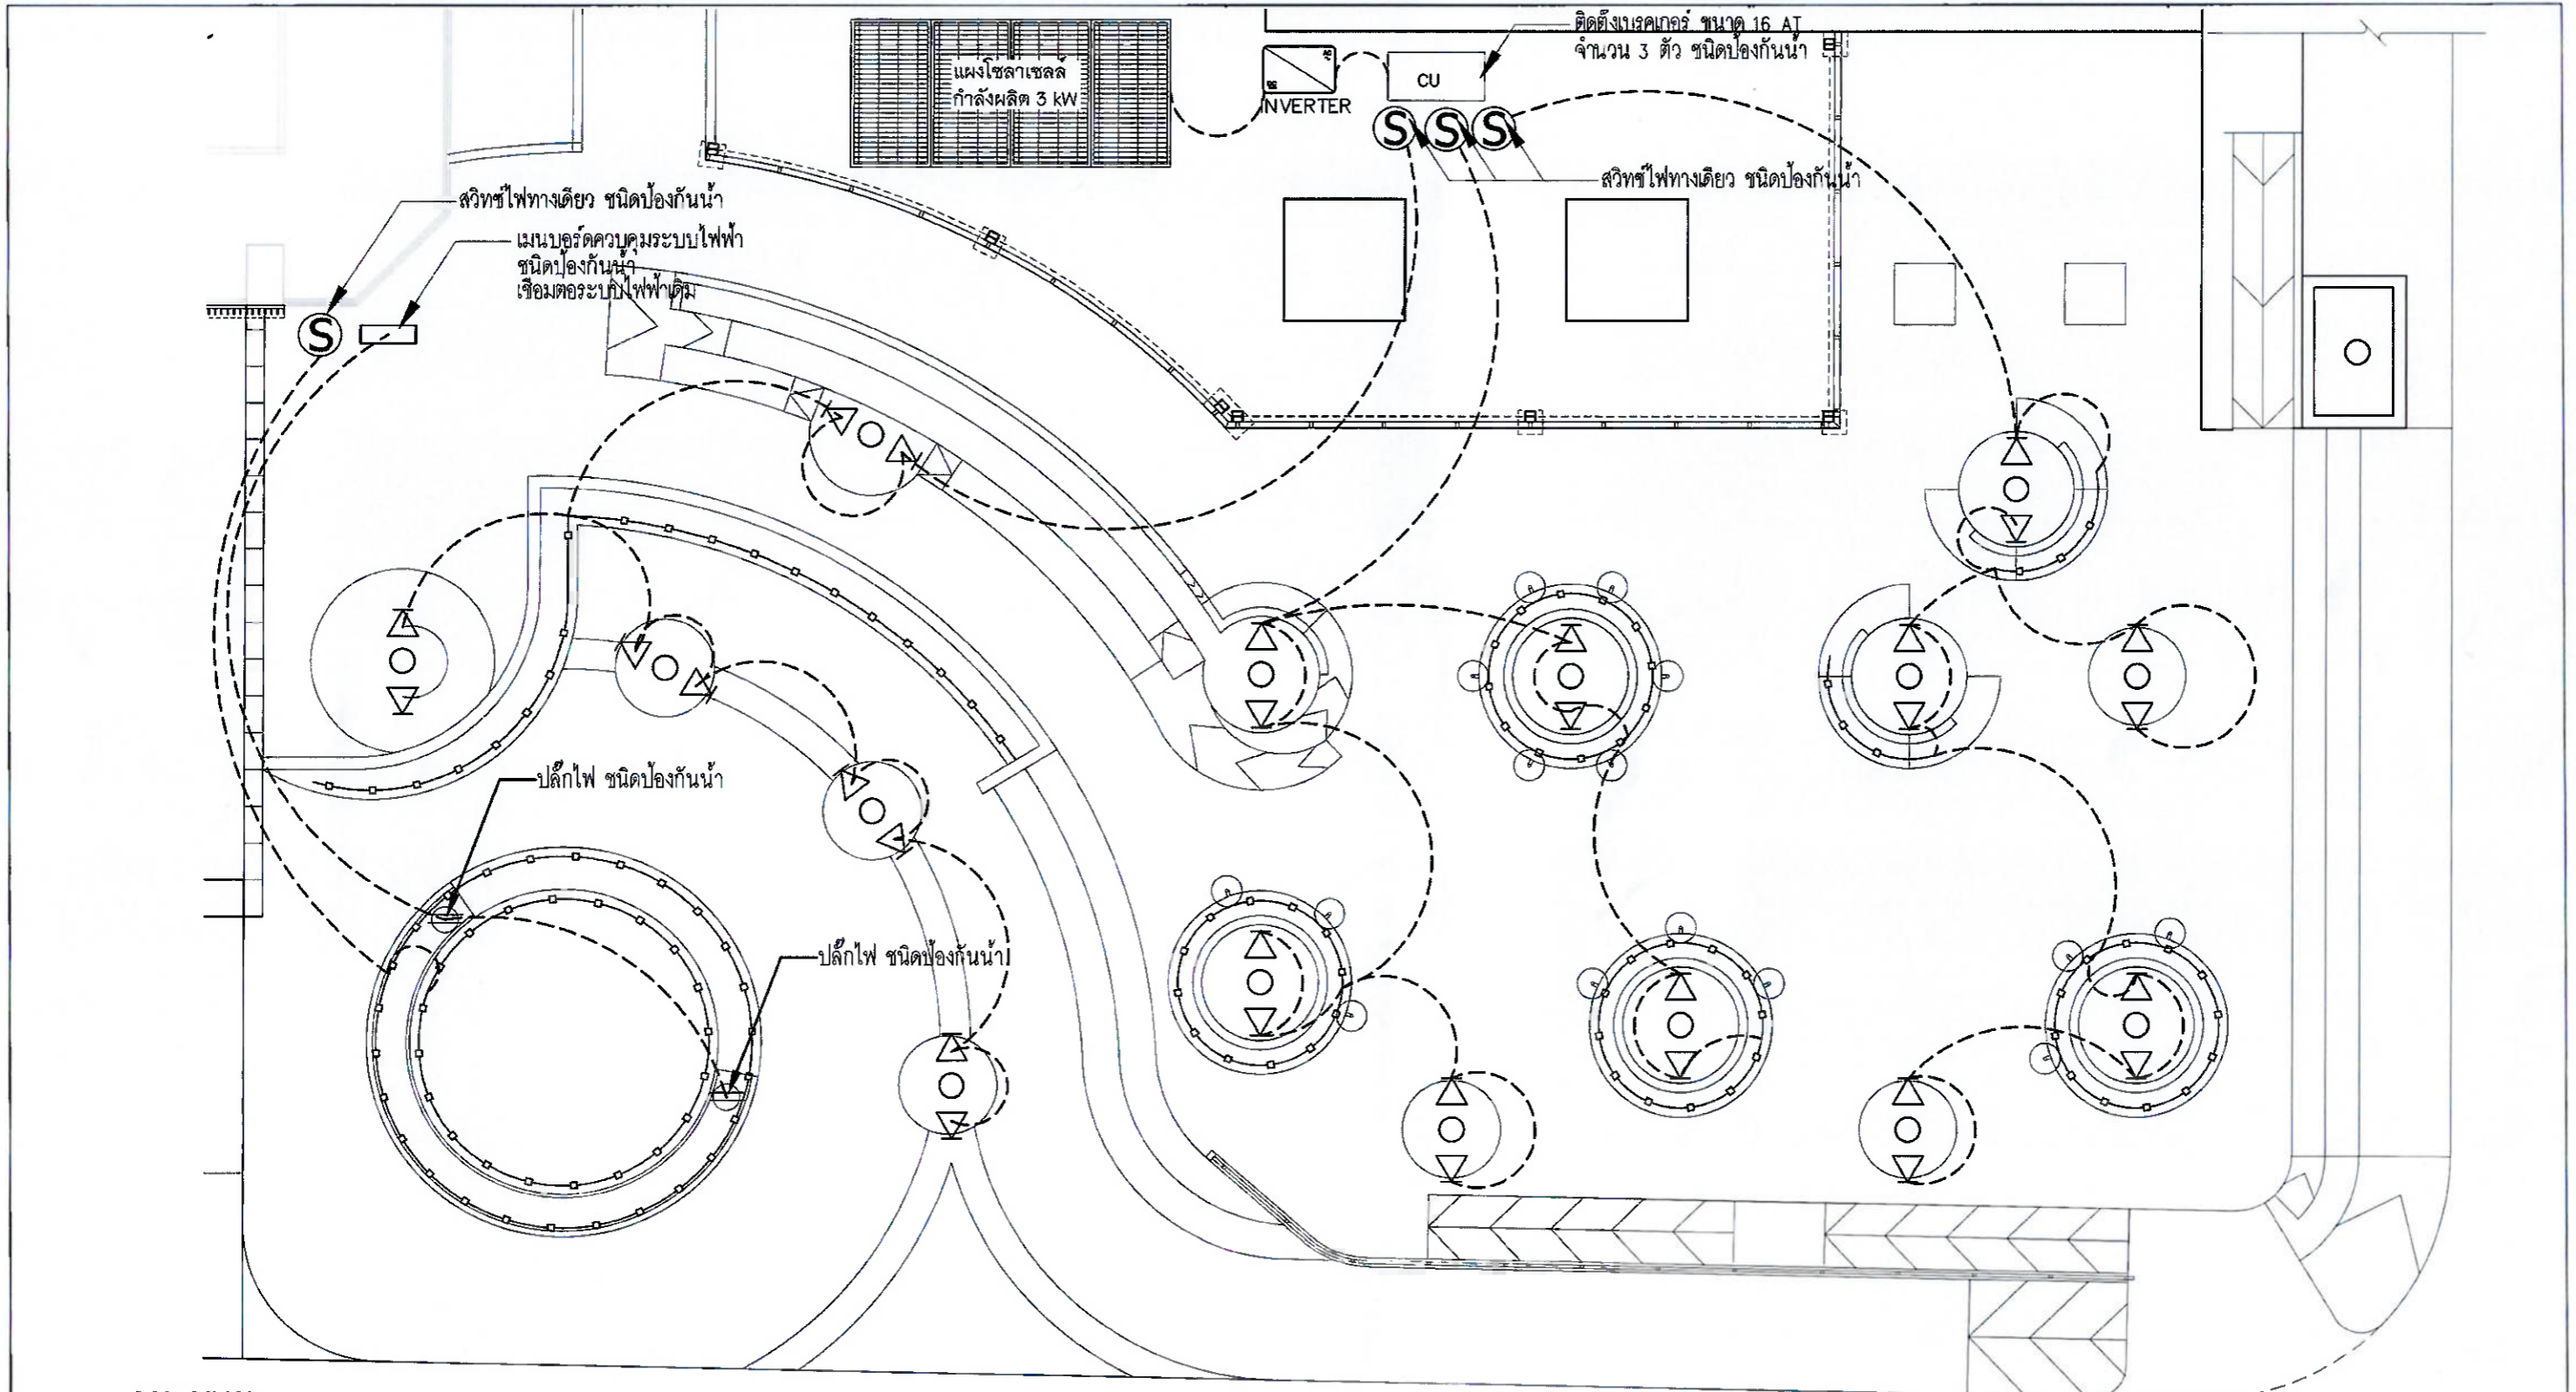 ติดตั้งเบรคเกอร์ ขนาด 16 AT
จำนวน 3 ตัว ชนิดป้องกันน้ำ
แผงโซลาเซลล์
กำลังผลิต 3 kW
CU
INVERTER
S S S
สวิทช์ไฟทางเดียว ชนิดป้องกันน้ำ
สวิทช์ไฟทางเดียว ชนิดป้องกันน้ำ
เมนบอร์ดควบคุมระบบไฟฟ้า
ชนิดป้องกันน้ำ
เชื่อมต่อระบบไฟฟ้าเดิม
S
ปลั๊กไฟ ชนิดป้องกันน้ำ
ปลั๊กไฟ ชนิดป้องกันน้ำ